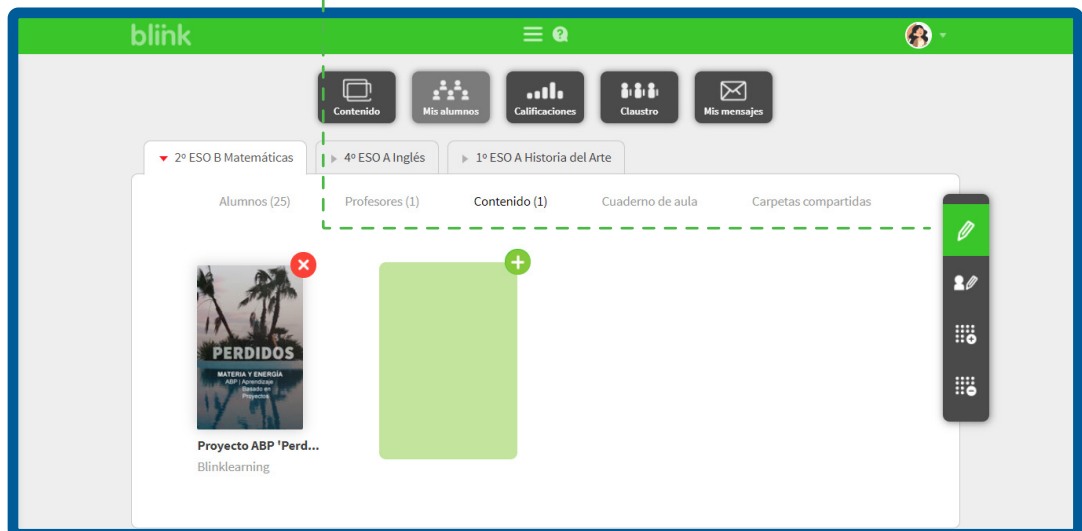 blink
Contenido
Mis alumnos
Calificaciones
Claustro
Mis mensajes
2º ESO B Matemáticas
4º ESO A Inglés
1º ESO A Historia del Arte
Alumnos (25)
Profesores (1)
Contenido (1)
Cuaderno de aula
Carpetas compartidas
PERDIDOS
MATERIA Y ENERGÍA
ABP | Aprendizaje
Basado en
Proyectos
Proyecto ABP 'Perd...
Blinklearning